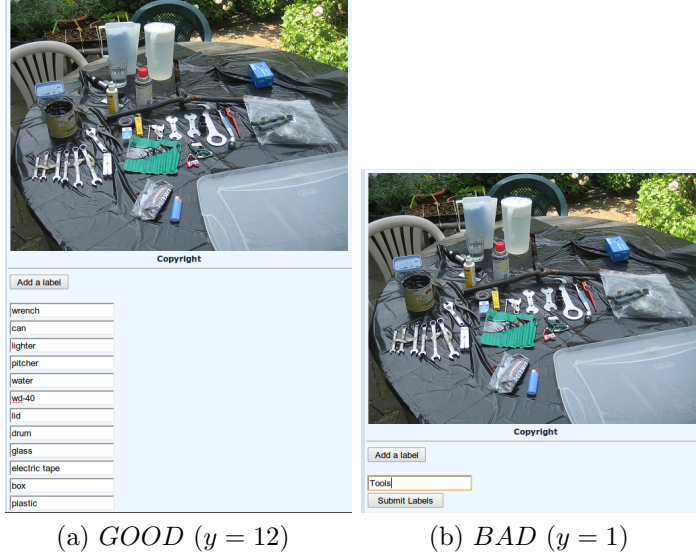 Copyright
Add a label
wrench
can
lighter
pitcher
water
wd-40
lid
drum
glass
electric tape
box
plastic
(a) GOOD (y = 12)
Copyright
Add a label
Tools
Submit Labels
(b) BAD (y = 1)